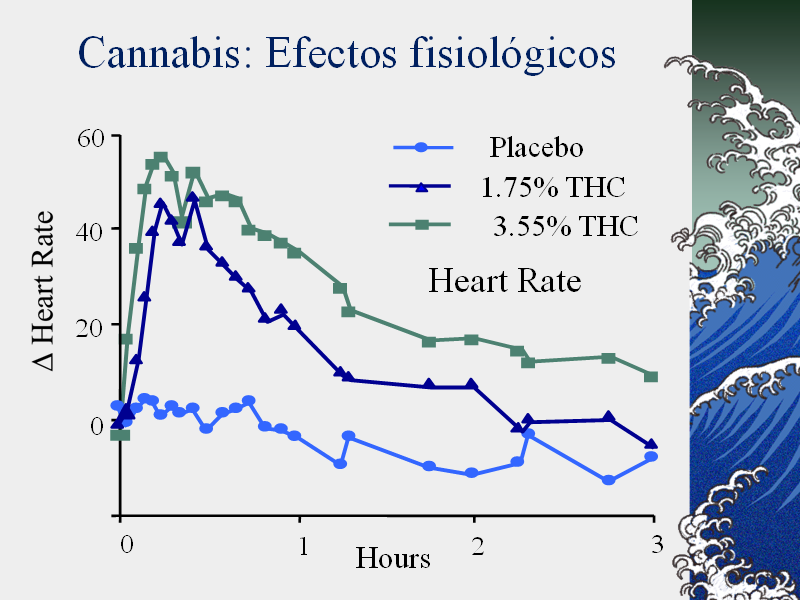 Cannabis: Efectos fisiológicos
60
40
20
0
Δ Heart Rate
Placebo
1.75% THC
3.55% THC
Heart Rate
0
1
2
3
Hours